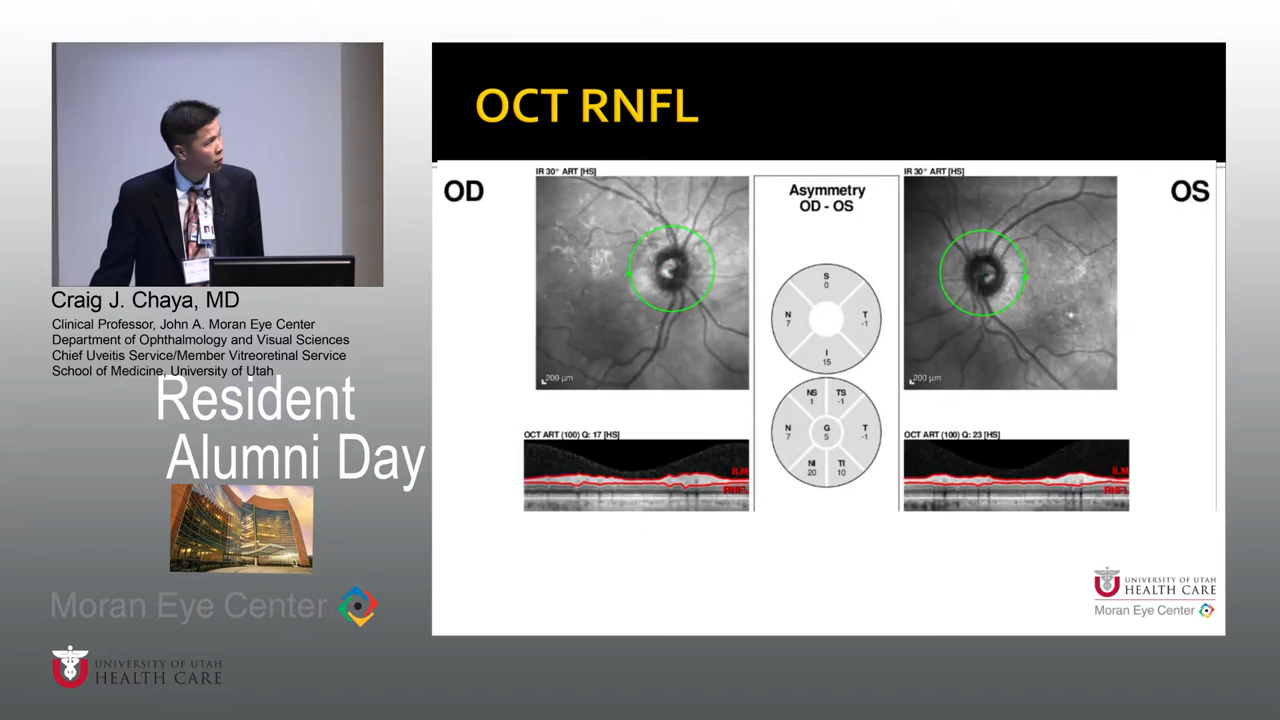 Craig J. Chaya, MD
Clinical Professor, John A. Moran Eye Center
Department of Ophthalmology and Visual Sciences
Chief Uveitis Service/Member Vitreoretinal Service
School of Medicine, University of Utah
Resident
Alumni Day
Moran Eye Center
UNIVERSITY OF UTAH
HEALTH CARE
OCT RNFL
OD
IR 30° ART [HS]
200 µm
OCT ART (100) Q: 17 [HS]
ILM
RNFL
Asymmetry
OD - OS
S
0
N
7
T
-1
I
15
NS
1
TS
-1
N
7
G
5
T
-1
NI
20
TI
10
IR 30° ART [HS]
OS
200 µm
OCT ART (100) Q: 23 [HS]
ILM
RNFL
UNIVERSITY OF UTAH
HEALTH CARE
Moran Eye Center